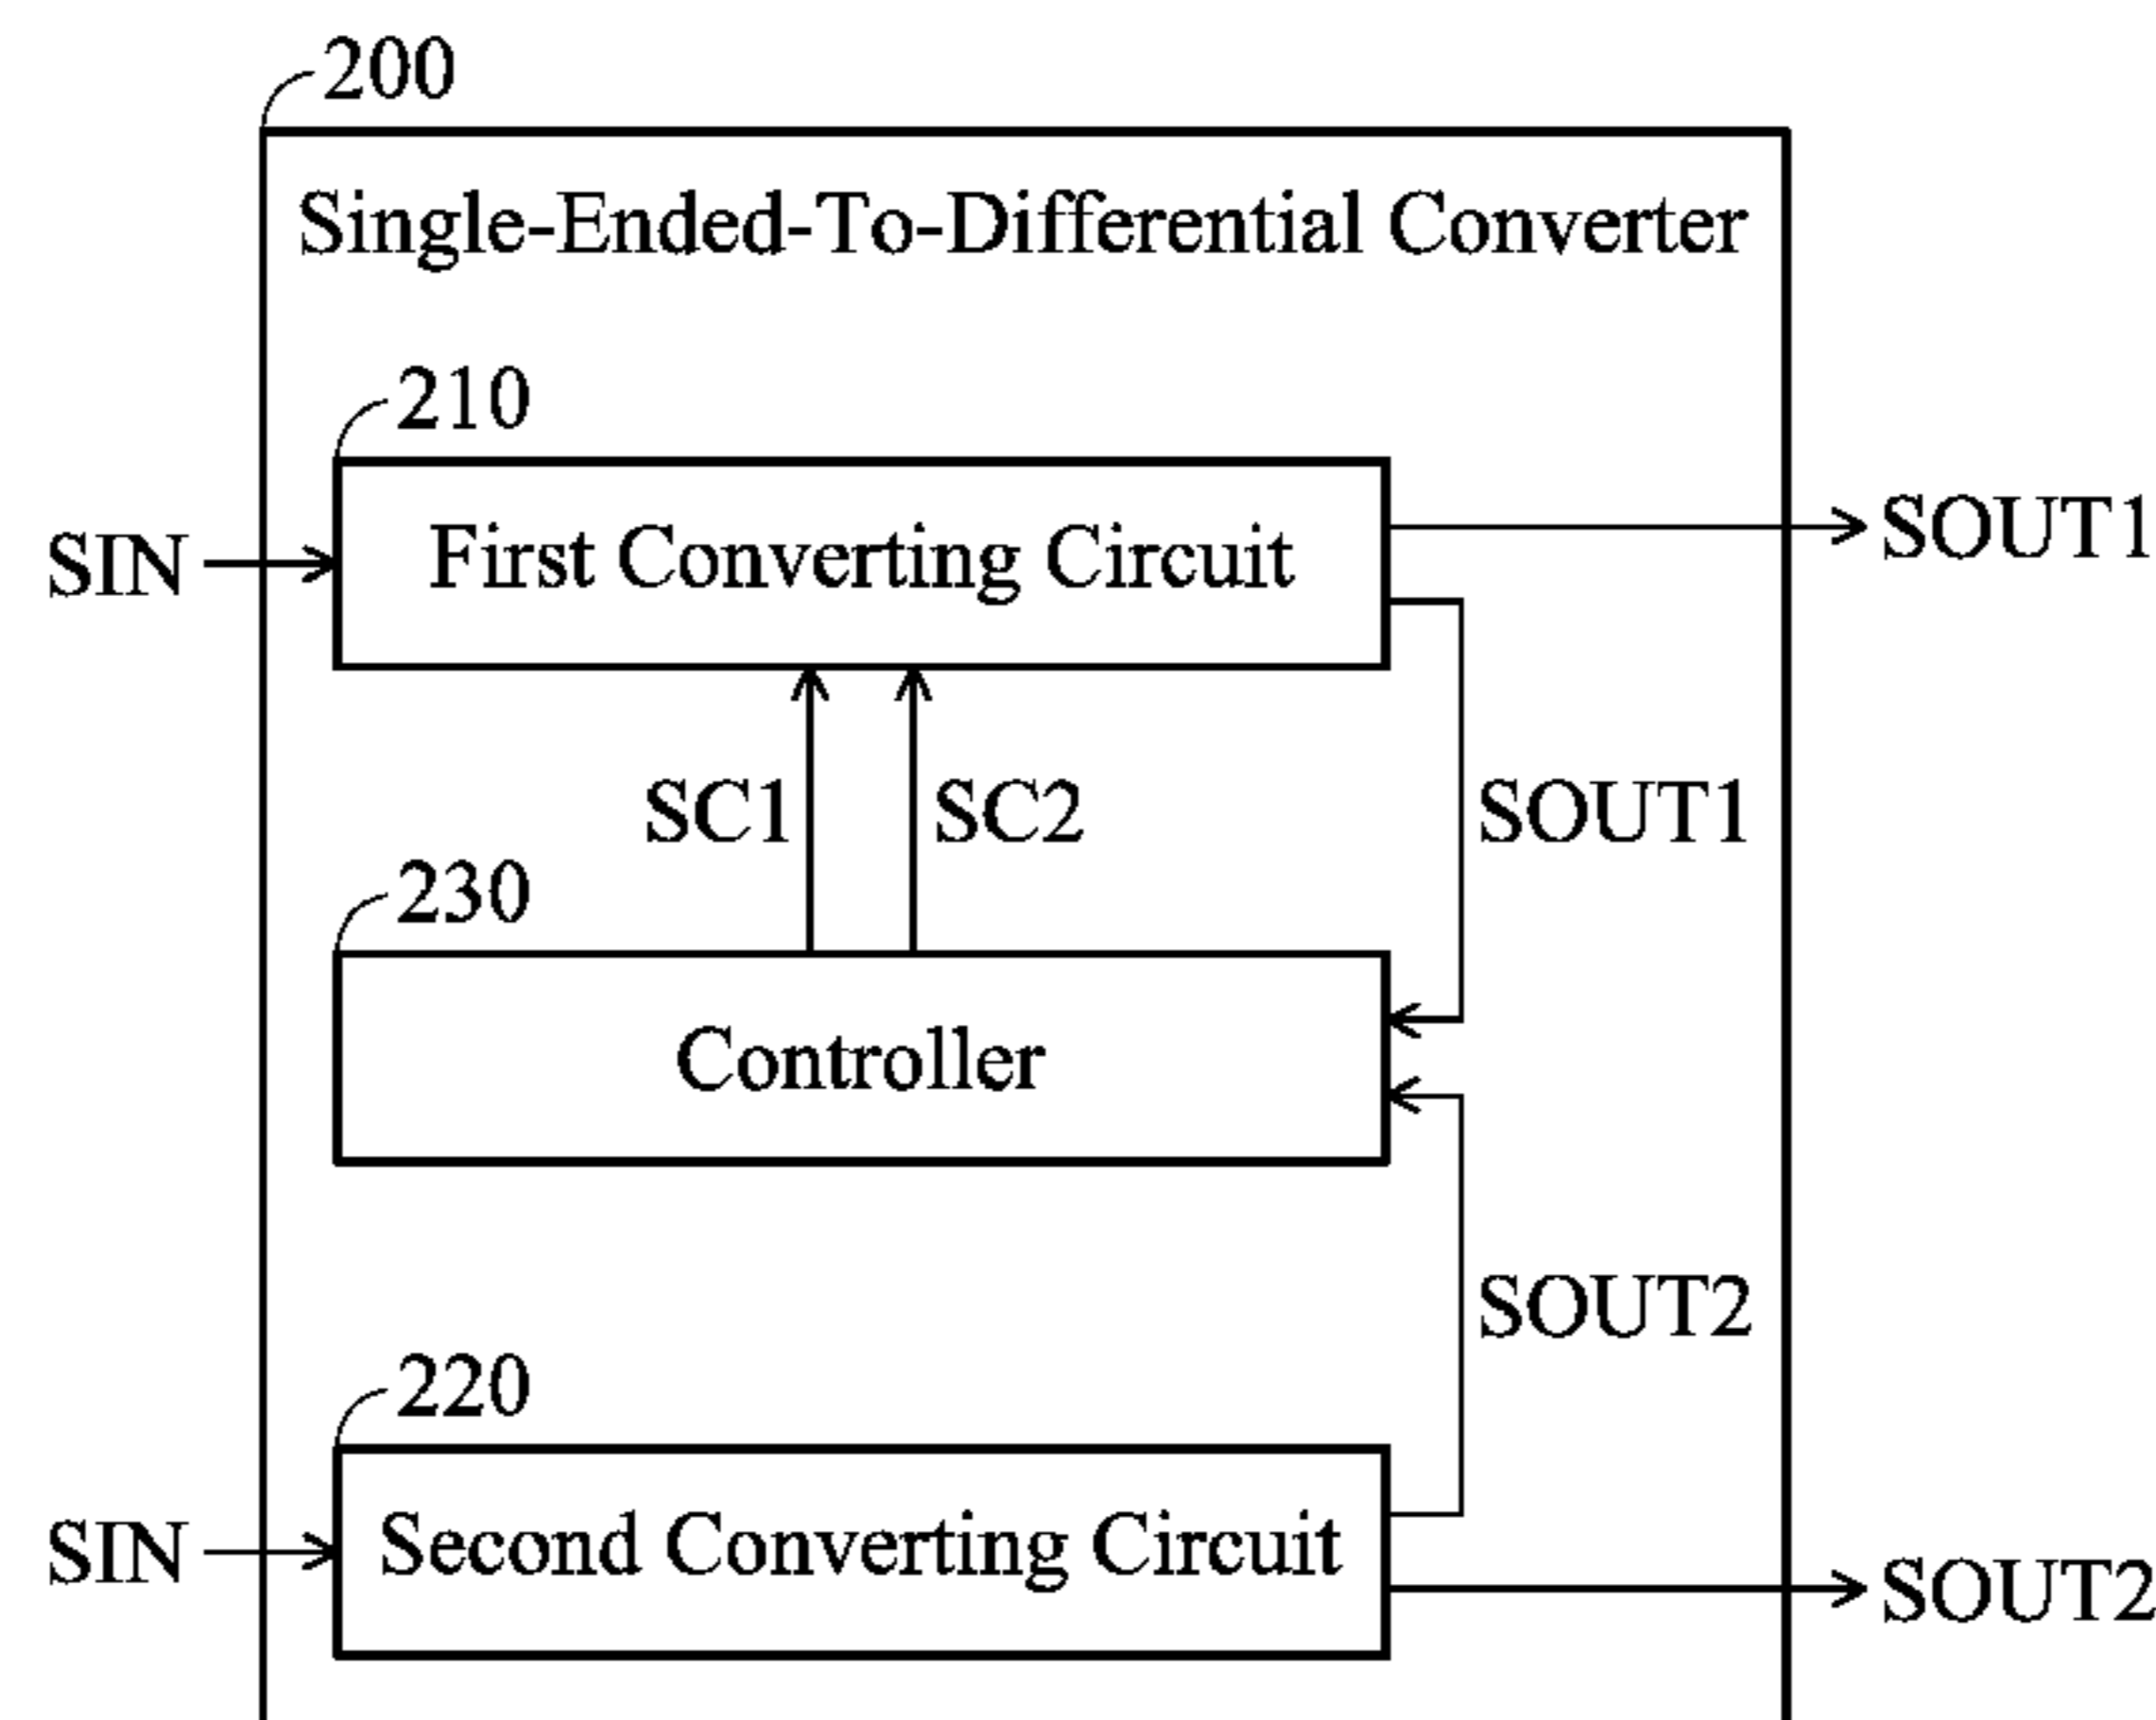 200
Single-Ended-To-Differential Converter
210
SIN
First Converting Circuit
SOUT1
SC1
SC2
SOUT1
230
Controller
SOUT2
220
SIN
Second Converting Circuit
SOUT2